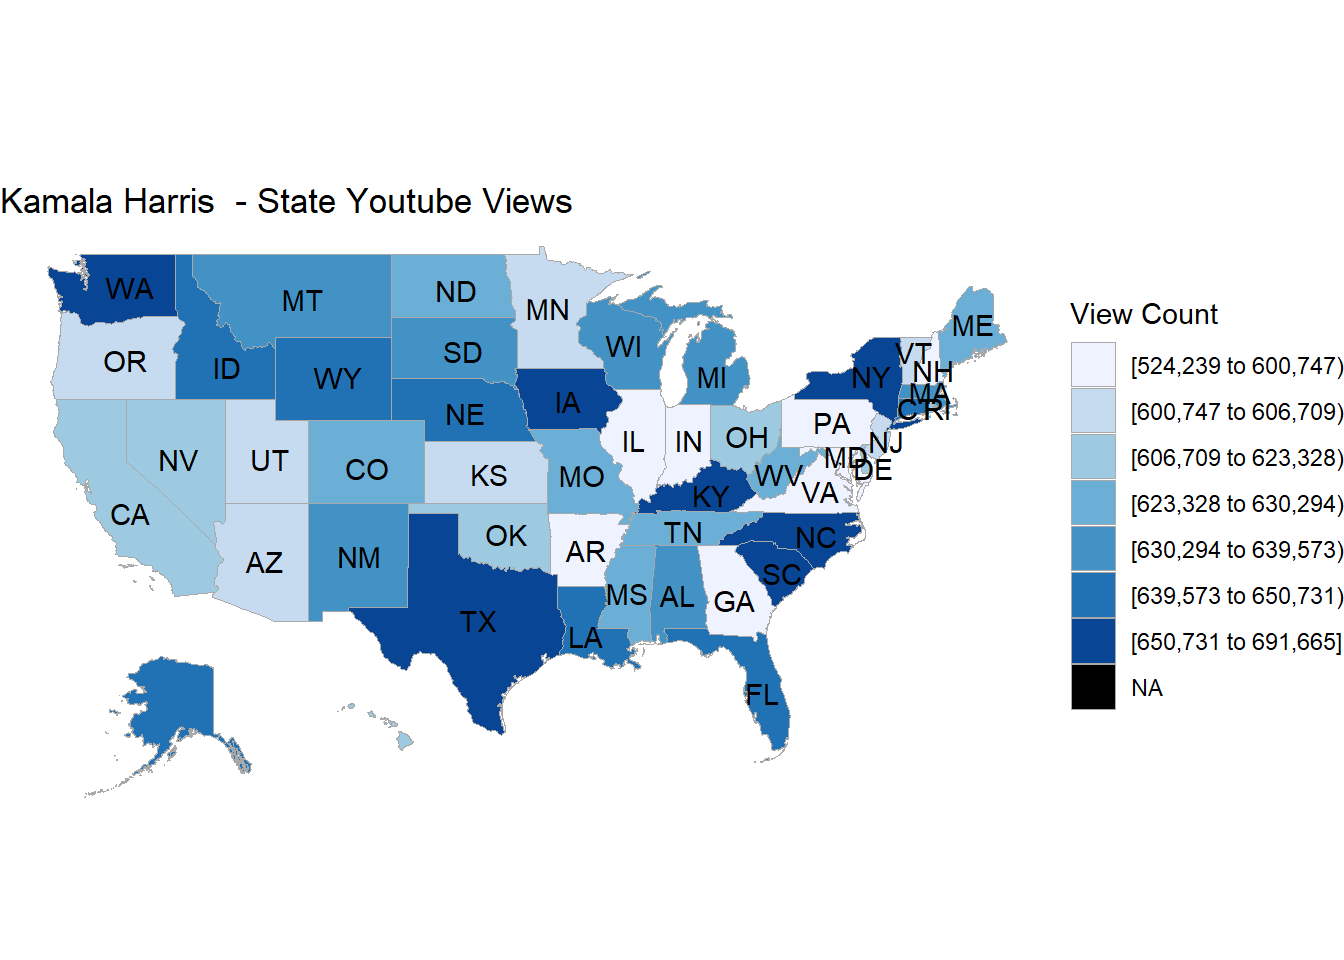 Kamala Harris  - State Youtube Views
WA
MT
ND
MN
ME
OR
ID
WY
SD
WI
MI
VT
NH
NY
MA
CT
RI
NE
IA
PA
NJ
NV
UT
CO
KS
MO
IL
IN
OH
WV
MD
DE
VA
KY
CA
AZ
NM
OK
AR
TN
NC
SC
TX
LA
MS
AL
GA
FL
View Count
[524,239 to 600,747)
[600,747 to 606,709)
[606,709 to 623,328)
[623,328 to 630,294)
[630,294 to 639,573)
[639,573 to 650,731)
[650,731 to 691,665]
NA